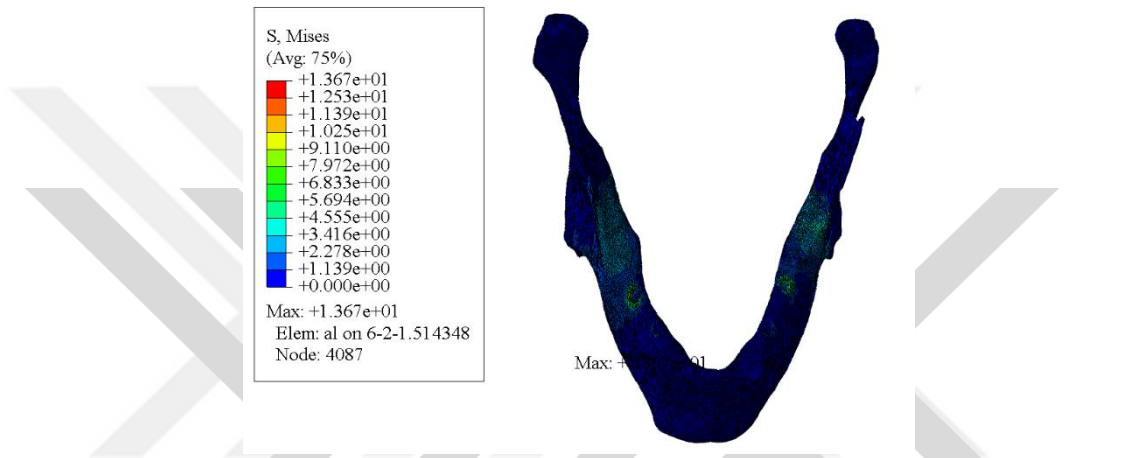 S, Mises
(Avg: 75%)
+1.367e+01
+1.253e+01
+1.139e+01
+1.025e+01
+9.110e+00
+7.972e+00
+6.833e+00
+5.694e+00
+4.555e+00
+3.416e+00
+2.278e+00
+1.139e+00
+0.000e+00
Max: +1.367e+01
Elem: al on 6-2-1.514348
Node: 4087
Max: +
01